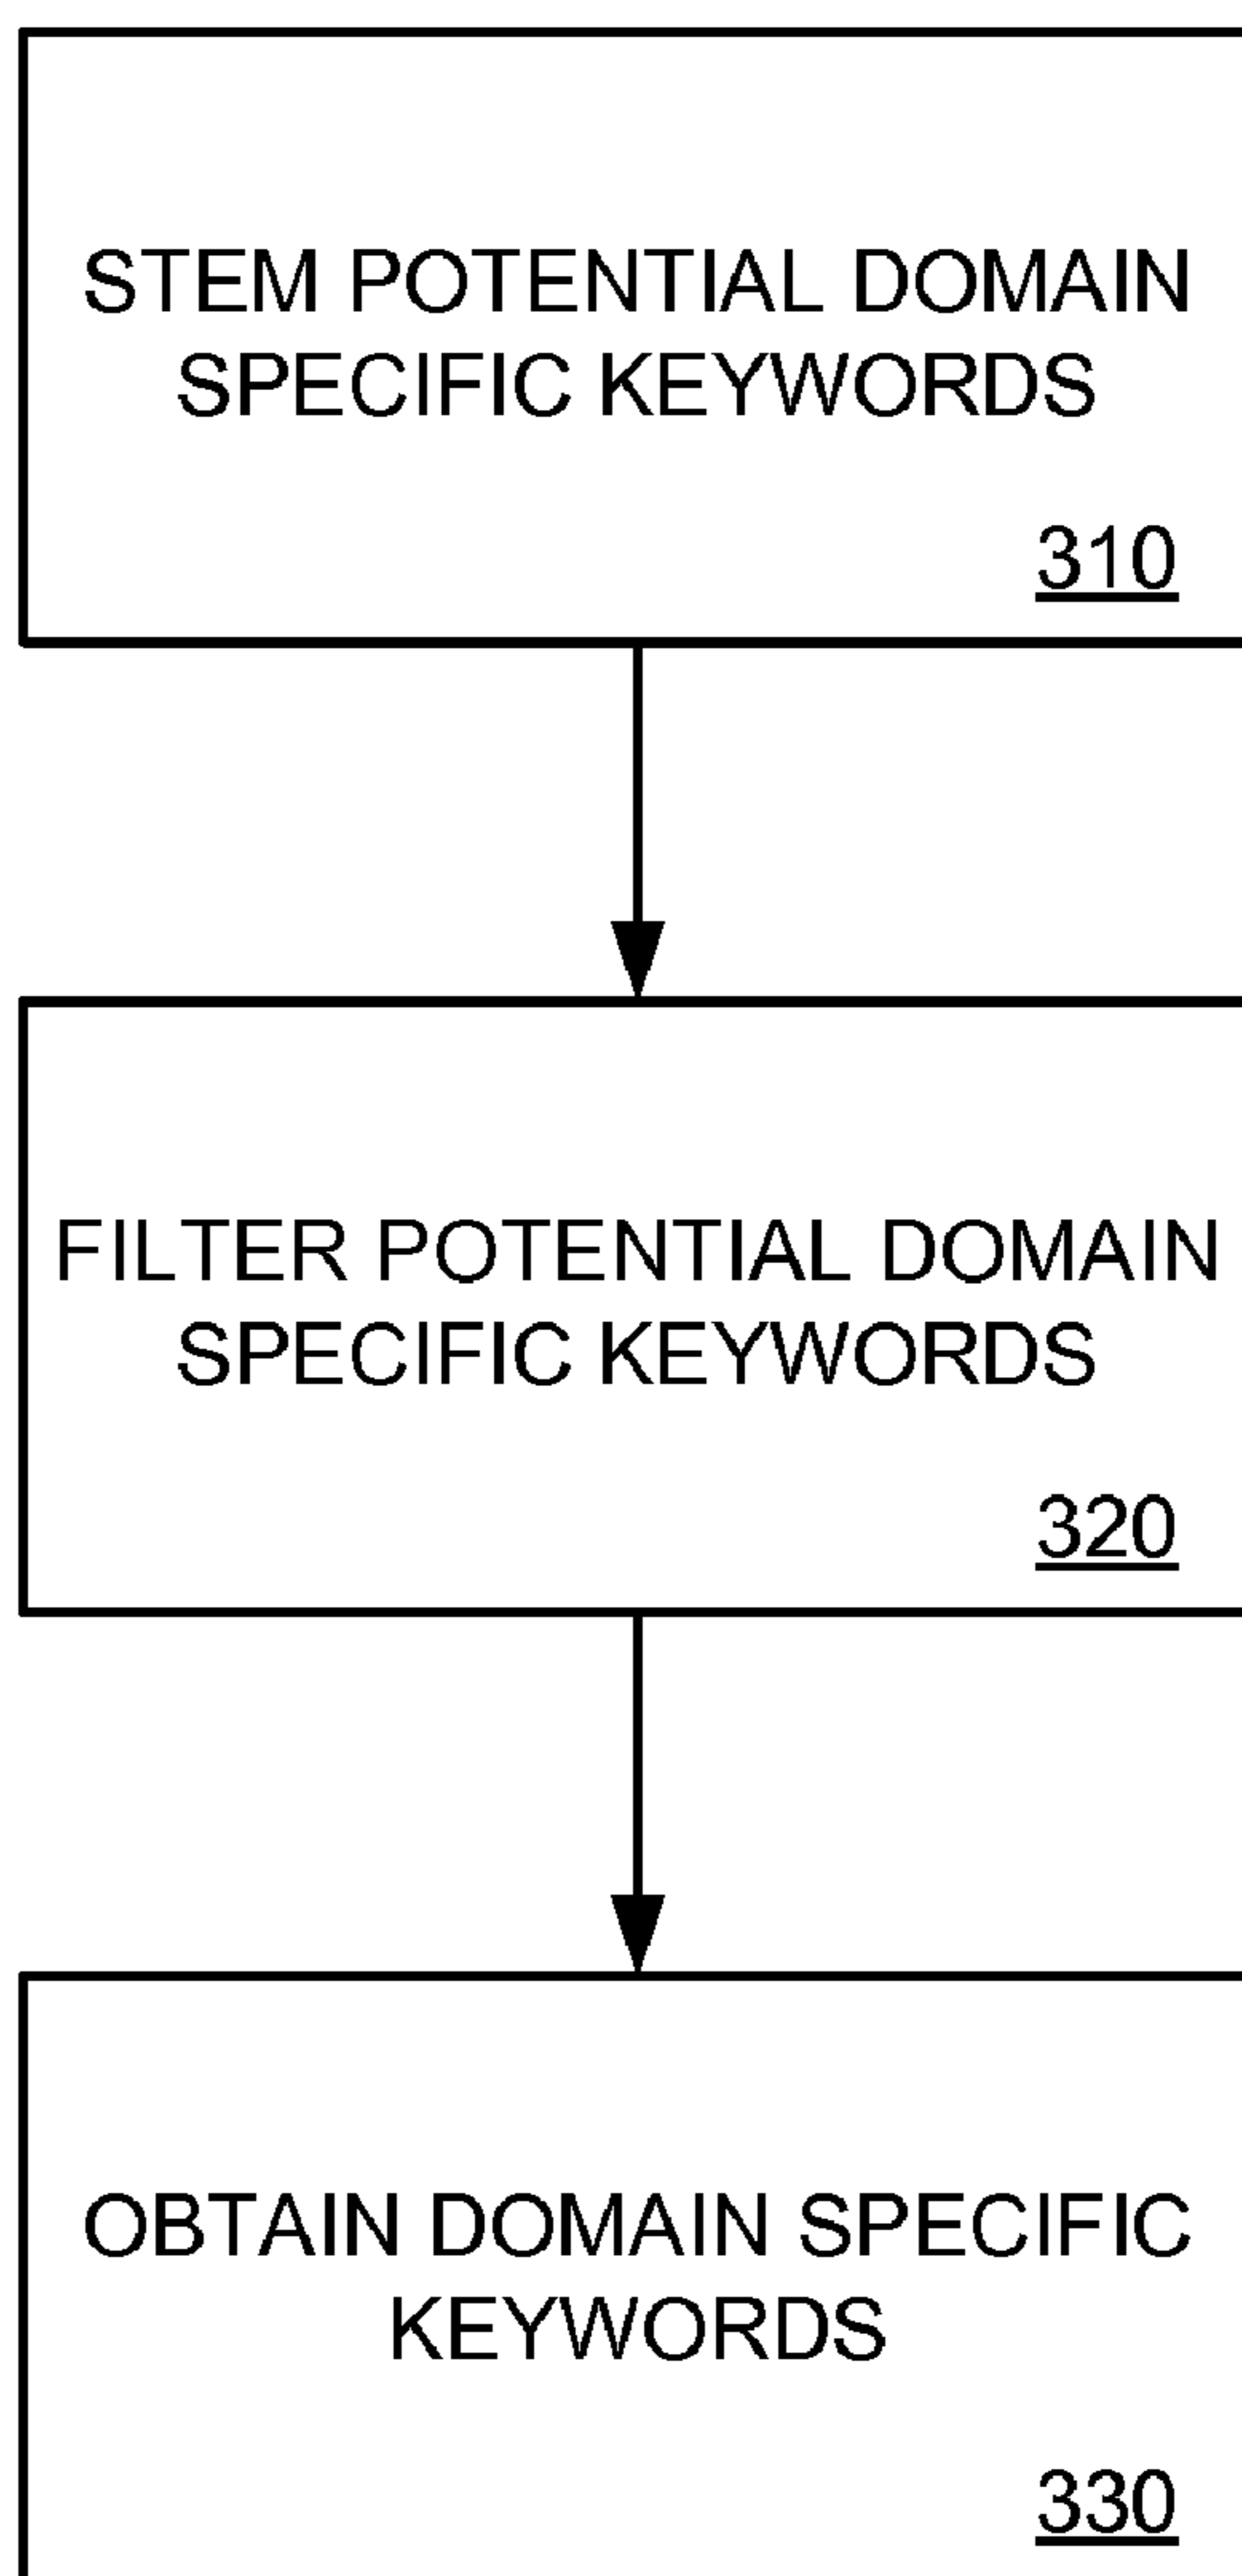 STEM POTENTIAL DOMAIN
SPECIFIC KEYWORDS
310
FILTER POTENTIAL DOMAIN
SPECIFIC KEYWORDS
320
OBTAIN DOMAIN SPECIFIC
KEYWORDS
330